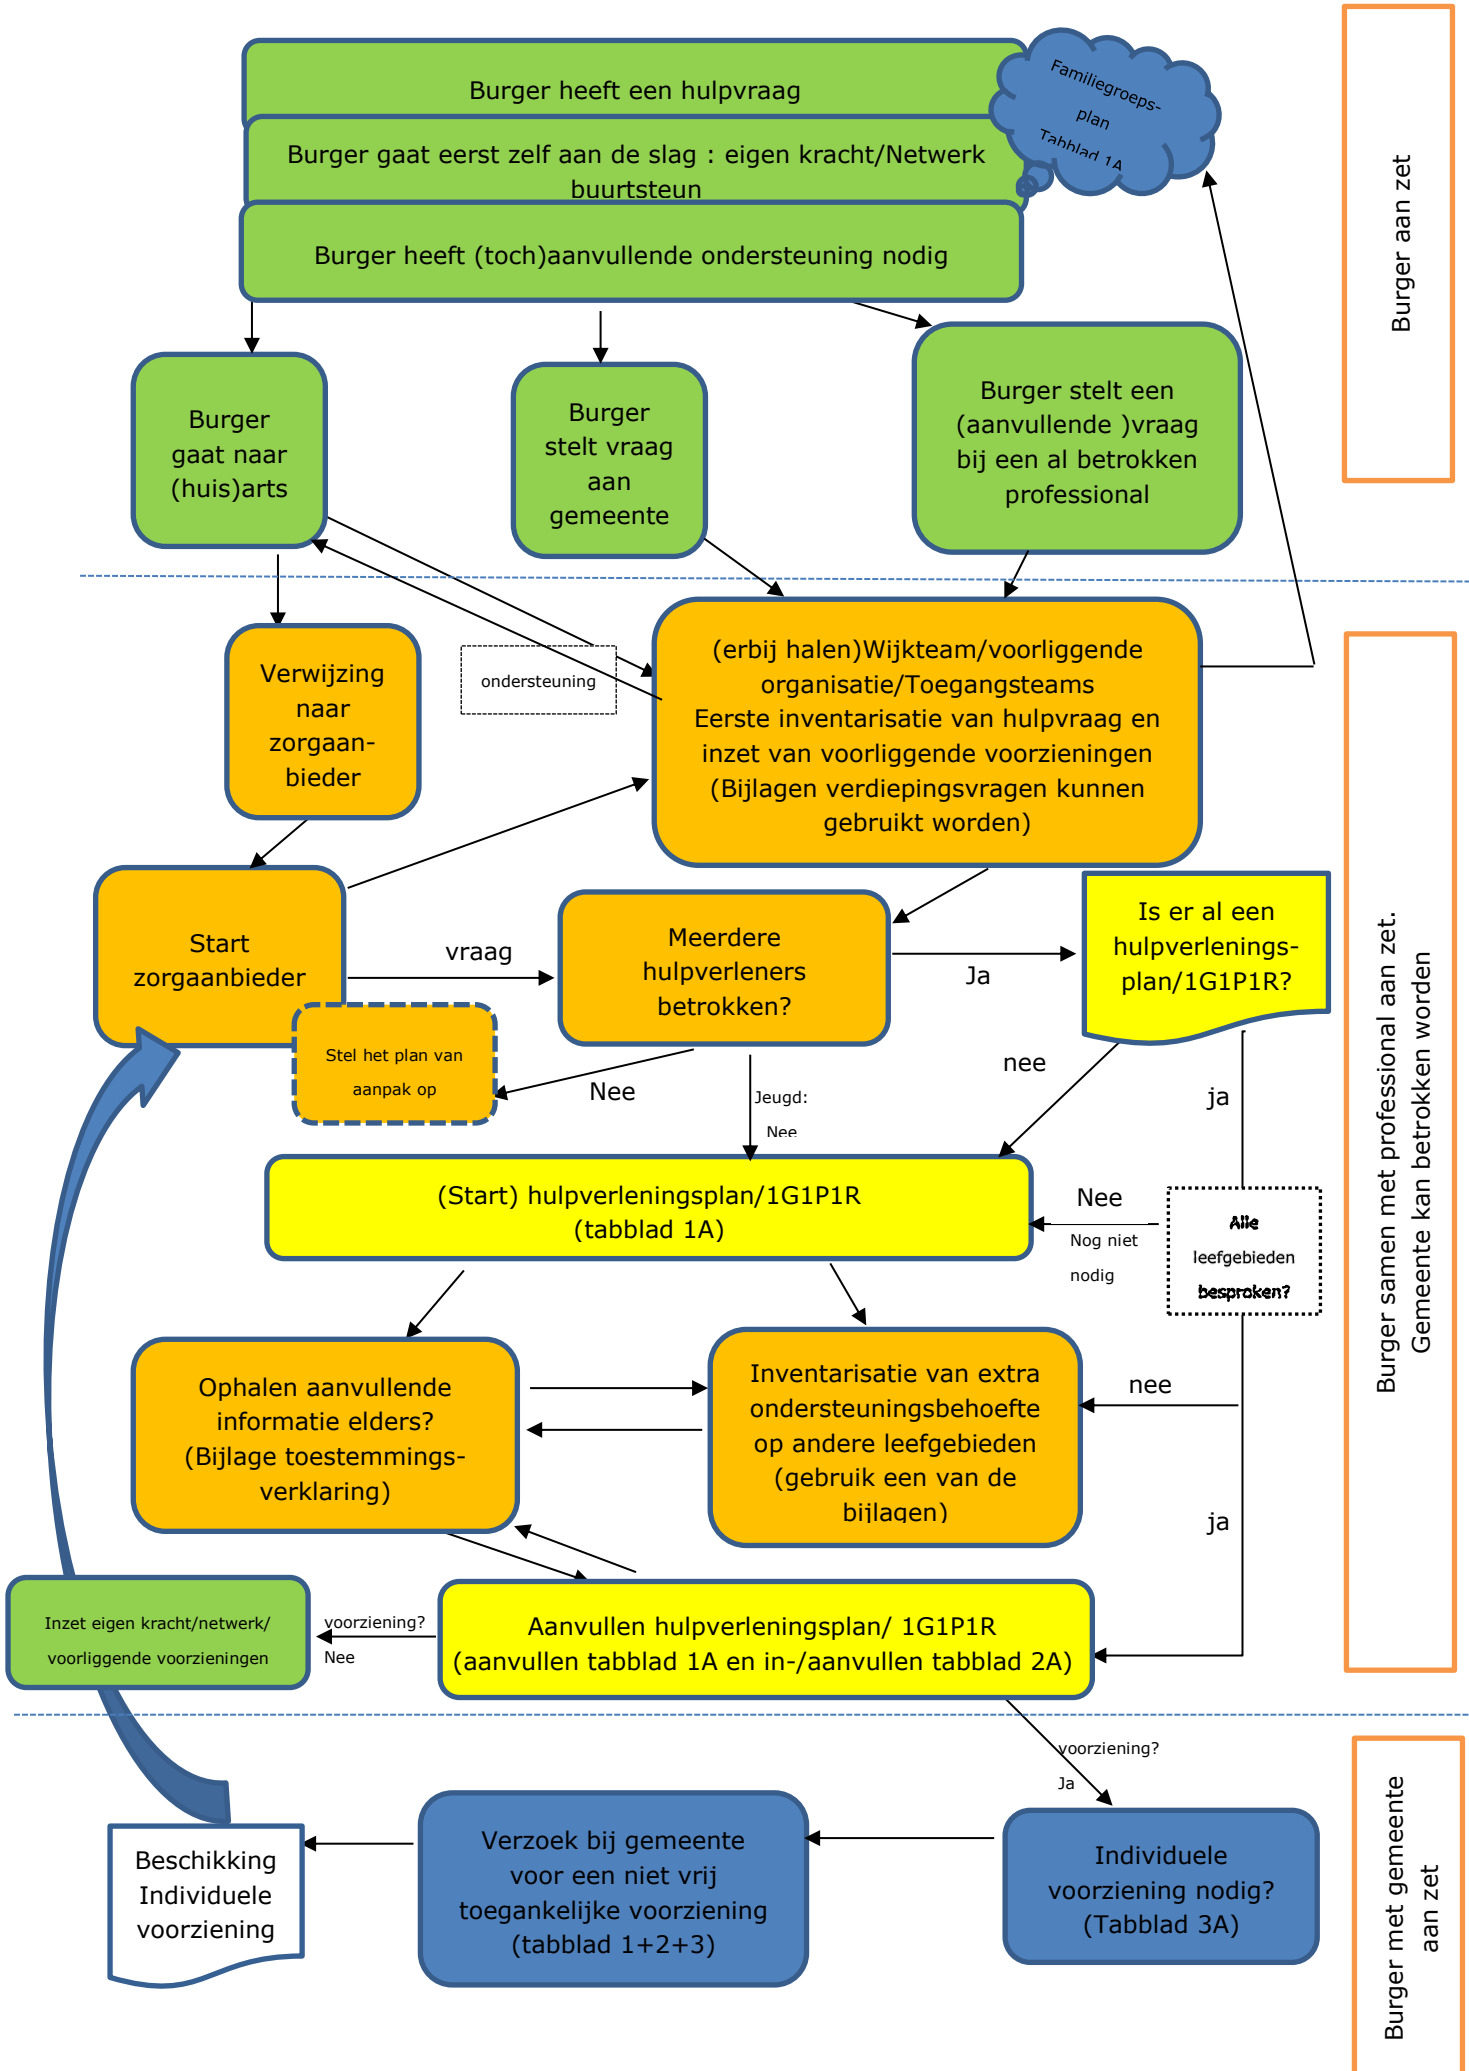 Burger heeft een hulpvraag
Familiegroeps-
plan
Tabblad 1A
Burger gaat eerst zelf aan de slag : eigen kracht/Netwerk
buurtsteun
Burger heeft (toch)aanvullende ondersteuning nodig
Burger aan zet
Burger
gaat naar
(huis)arts
Burger
stelt vraag
aan
gemeente
Burger stelt een
(aanvullende )vraag
bij een al betrokken
professional
Verwijzing
naar
zorgaan-
bieder
ondersteuning
(erbij halen)Wijkteam/voorliggende
organisatie/Toegangsteams
Eerste inventarisatie van hulpvraag en
inzet van voorliggende voorzieningen
(Bijlagen verdiepingsvragen kunnen
gebruikt worden)
Burger samen met professional aan zet.
Gemeente kan betrokken worden
Start
zorgaanbieder
vraag
Meerdere
hulpverleners
betrokken?
Ja
Is er al een
hulpverlenings-
plan/1G1P1R?
Stel het plan van
aanpak op
Nee
Jeugd:
Nee
nee
ja
(Start) hulpverleningsplan/1G1P1R
(tabblad 1A)
Nee
Nog niet
nodig
Alle
leefgebieden
besproken?
Ophalen aanvullende
informatie elders?
(Bijlage toestemmings-
verklaring)
Inventarisatie van extra
ondersteuningsbehoefte
op andere leefgebieden
(gebruik een van de
bijlagen)
nee
ja
Inzet eigen kracht/netwerk/
voorliggende voorzieningen
voorziening?
Nee
Aanvullen hulpverleningsplan/ 1G1P1R
(aanvullen tabblad 1A en in-/aanvullen tabblad 2A)
voorziening?
Ja
Beschikking
Individuele
voorziening
Verzoek bij gemeente
voor een niet vrij
toegankelijke voorziening
(tabblad 1+2+3)
Individuele
voorziening nodig?
(Tabblad 3A)
Burger met gemeente
aan zet